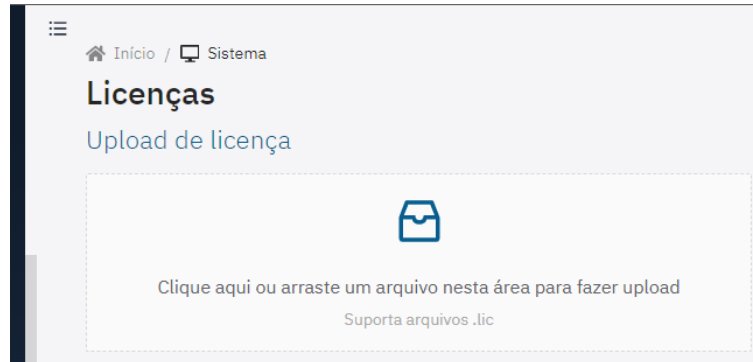 Início / Sistema
Licenças
Upload de licença
Clique aqui ou arraste um arquivo nesta área para fazer upload
Suporta arquivos .lic